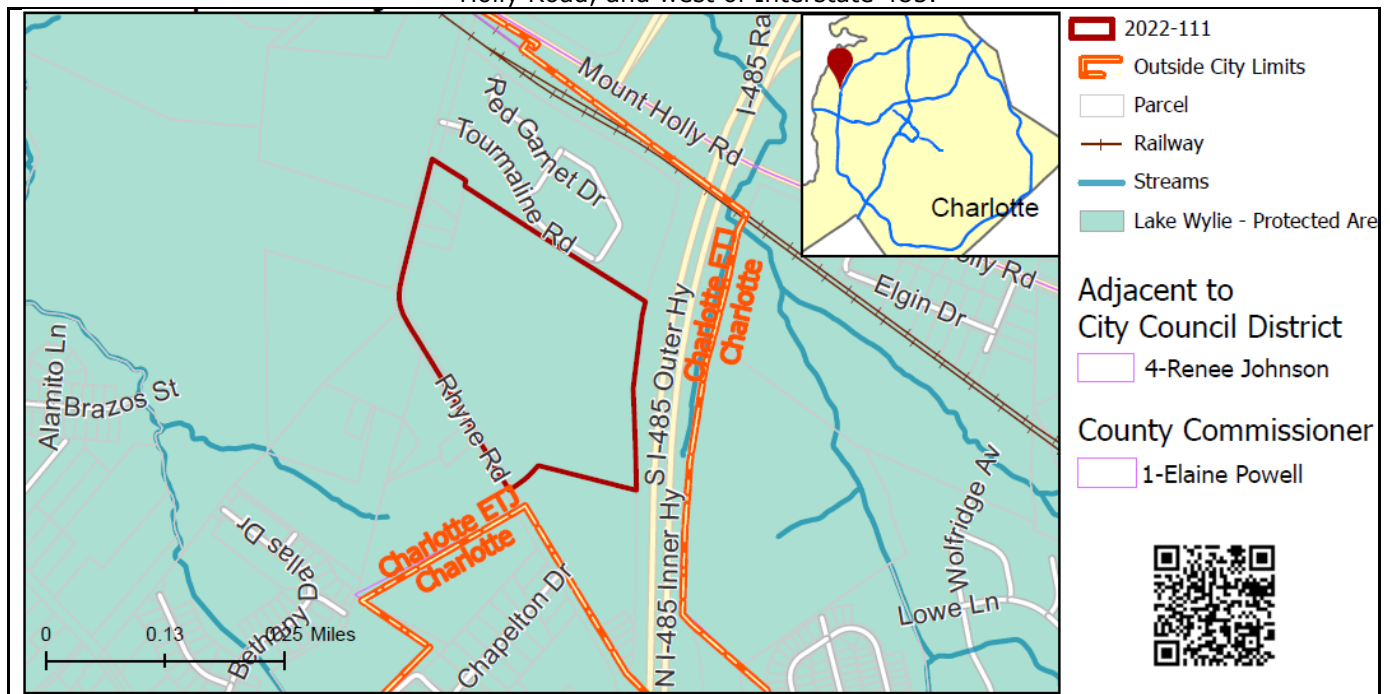 Holly Road, and west of Interstate 485.
2022-111
Outside City Limits
Parcel
Railway
Streams
Lake Wylie - Protected Are
Adjacent to
City Council District
4-Renee Johnson
County Commissioner
1-Elaine Powell
Charlotte
I-485 Ra
Mount Holly Rd
Red Garnet Dr
Tourmaline Rd
olly Rd
Elgin Dr
Charlotte ETJ
Charlotte
S I-485 Outer Hy
N I-485 Inner Hy
Rhyne Rd
Alamito Ln
Brazos St
Charlotte ETJ
Charlotte
Dallas Dr
Bethony
Chapelton Dr
Wolfridge Av
Lowe Ln
0
0.13
0.25 Miles